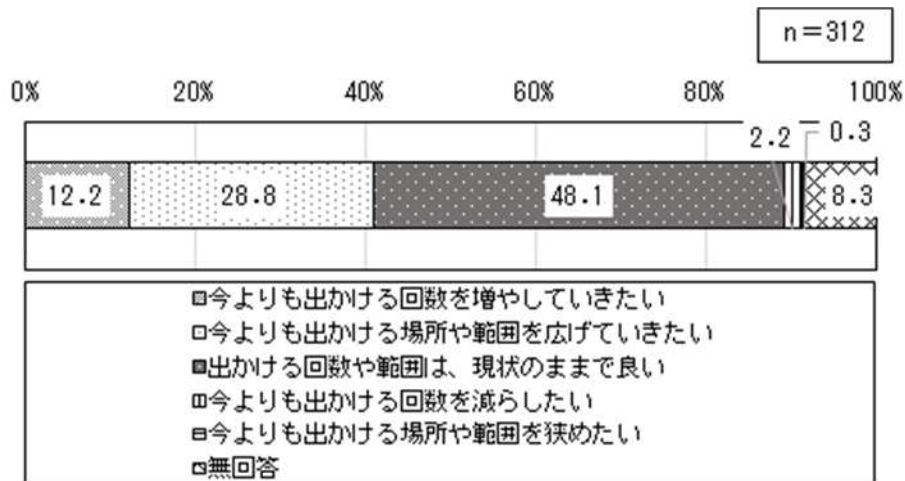 n=312
0% 20% 40% 60% 80% 100%
2.2 0.3
12.2 28.8 48.1 8.3
今よりも出かける回数を増やしていきたい
今よりも出かける場所や範囲を広げていきたい
出かける回数や範囲は、現状のままで良い
今よりも出かける回数を減らしたい
今よりも出かける場所や範囲を狭めたい
無回答